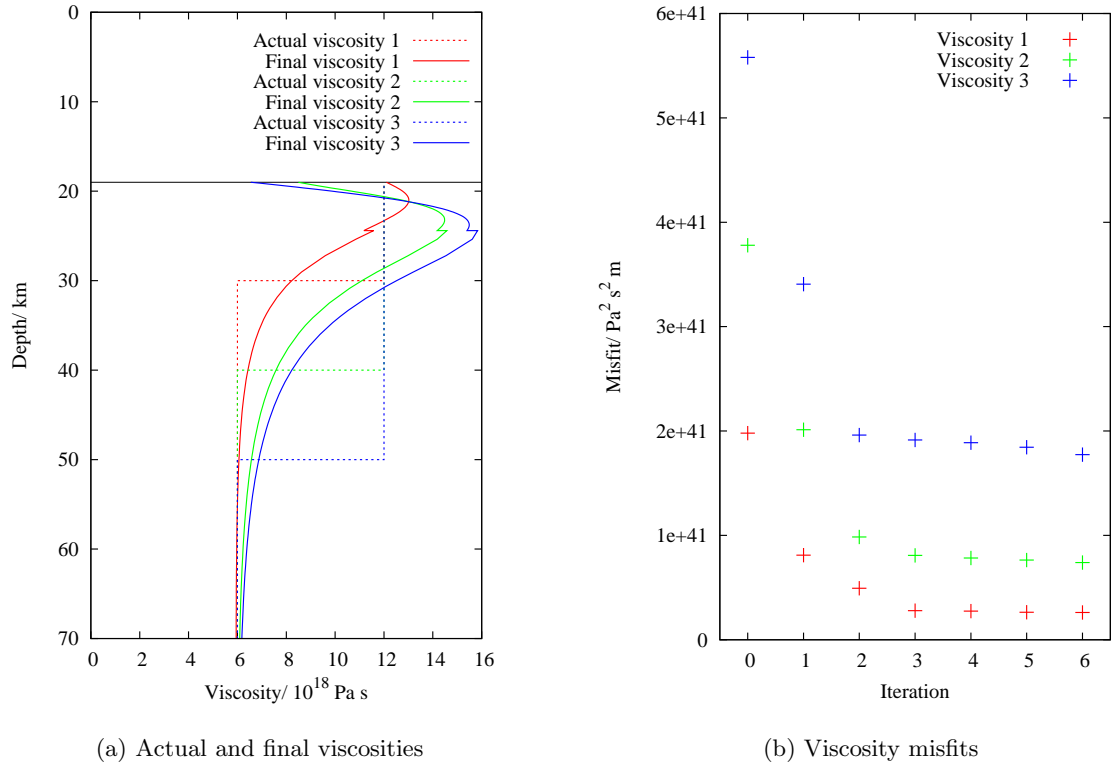 0
10
20
30
40
50
60
70
Depth/ km
Actual viscosity 1
Final viscosity 1
Actual viscosity 2
Final viscosity 2
Actual viscosity 3
Final viscosity 3
0 2 4 6 8 10 12 14 16
Viscosity/ 10^18 Pa s
(a) Actual and final viscosities
6e+41
5e+41
4e+41
3e+41
2e+41
1e+41
0
Misfit/ Pa² s² m
Viscosity 1
Viscosity 2
Viscosity 3
0 1 2 3 4 5 6
Iteration
(b) Viscosity misfits